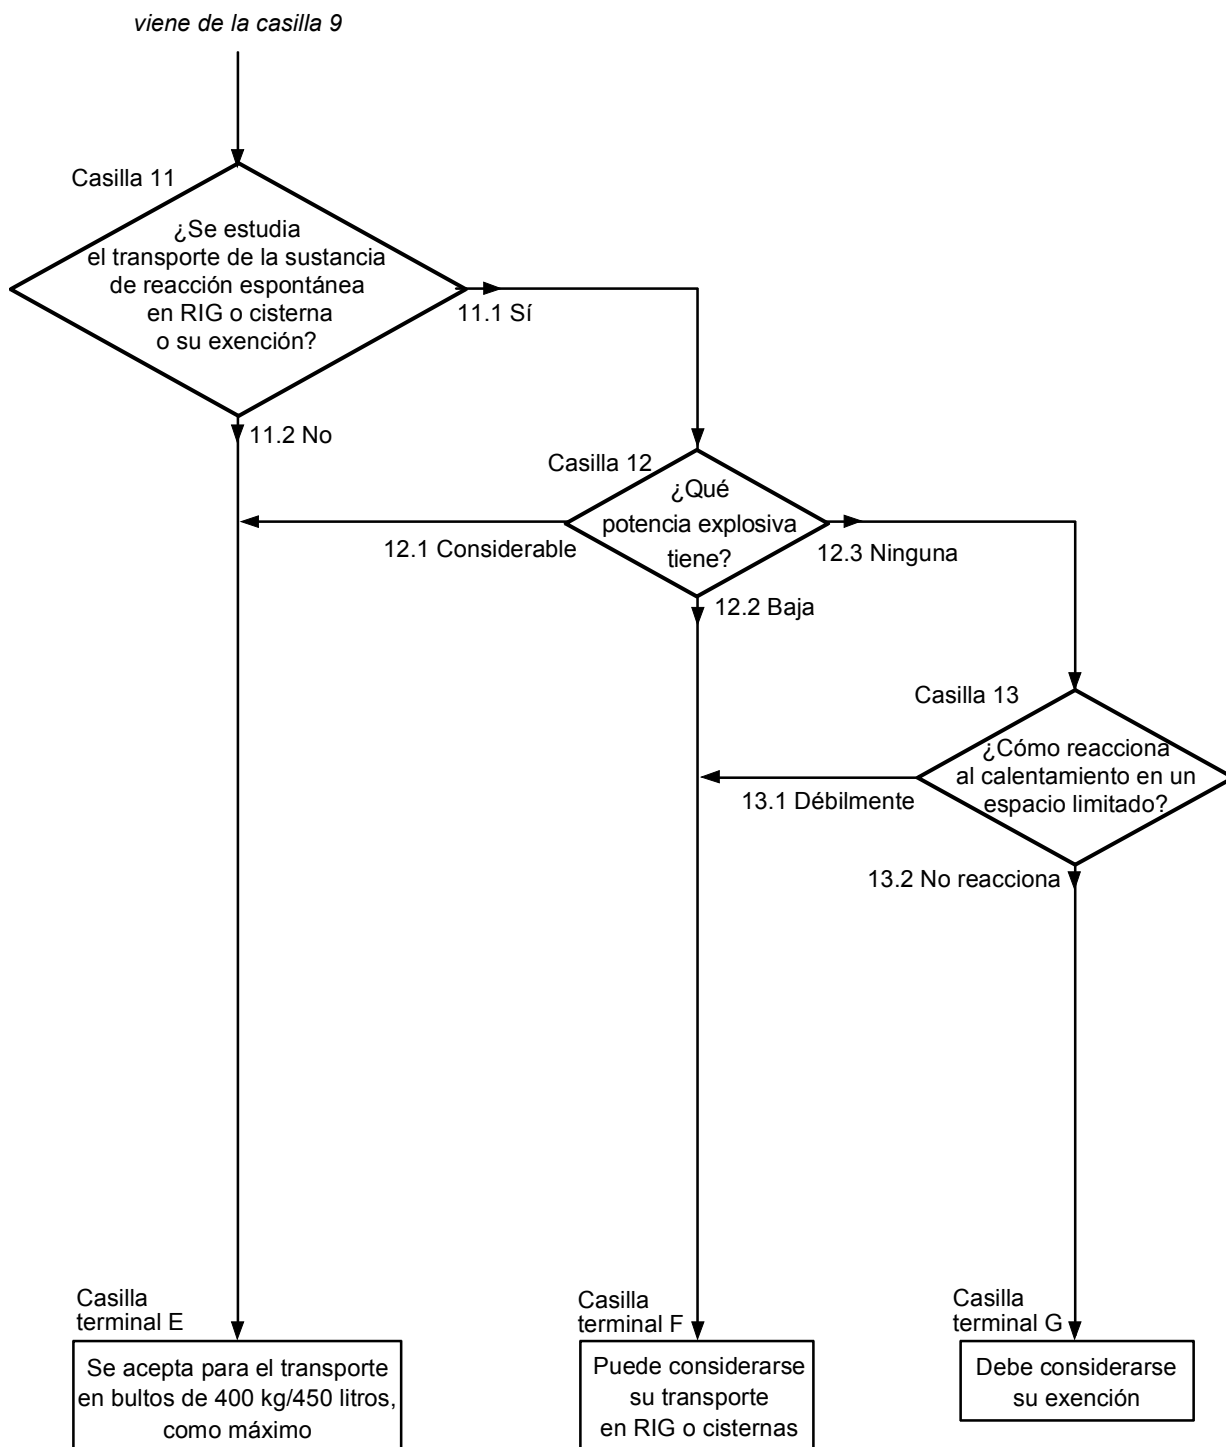 viene de la casilla 9
Casilla 11
¿Se estudia
el transporte de la sustancia
de reacción espontánea
en RIG o cisterna
o su exención?
11.1 Sí
11.2 No
Casilla 12
¿Qué
potencia explosiva
tiene?
12.1 Considerable
12.3 Ninguna
12.2 Baja
Casilla 13
¿Cómo reacciona
al calentamiento en un
espacio limitado?
13.1 Débilmente
13.2 No reacciona
Casilla
terminal E
Se acepta para el transporte
en bultos de 400 kg/450 litros,
como máximo
Casilla
terminal F
Puede considerarse
su transporte
en RIG o cisternas
Casilla
terminal G
Debe considerarse
su exención